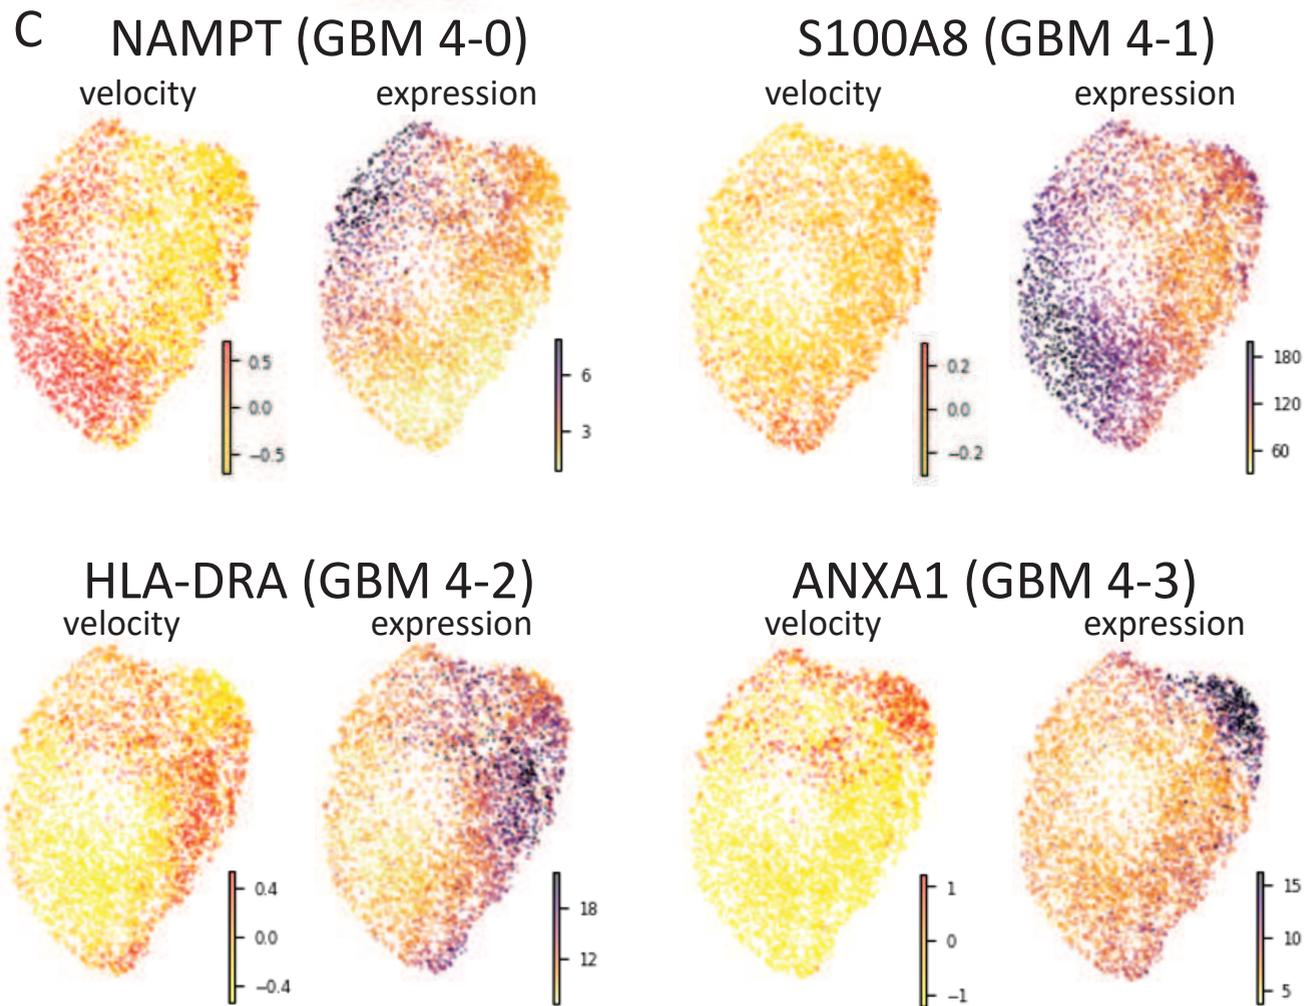 C
NAMPT (GBM 4-0)
S100A8 (GBM 4-1)
velocity
expression
velocity
expression
0.5
0.0
−0.5
6
3
0.2
0.0
−0.2
180
120
60
HLA-DRA (GBM 4-2)
ANXA1 (GBM 4-3)
velocity
expression
velocity
expression
0.4
0.0
−0.4
18
12
1
0
−1
15
10
5